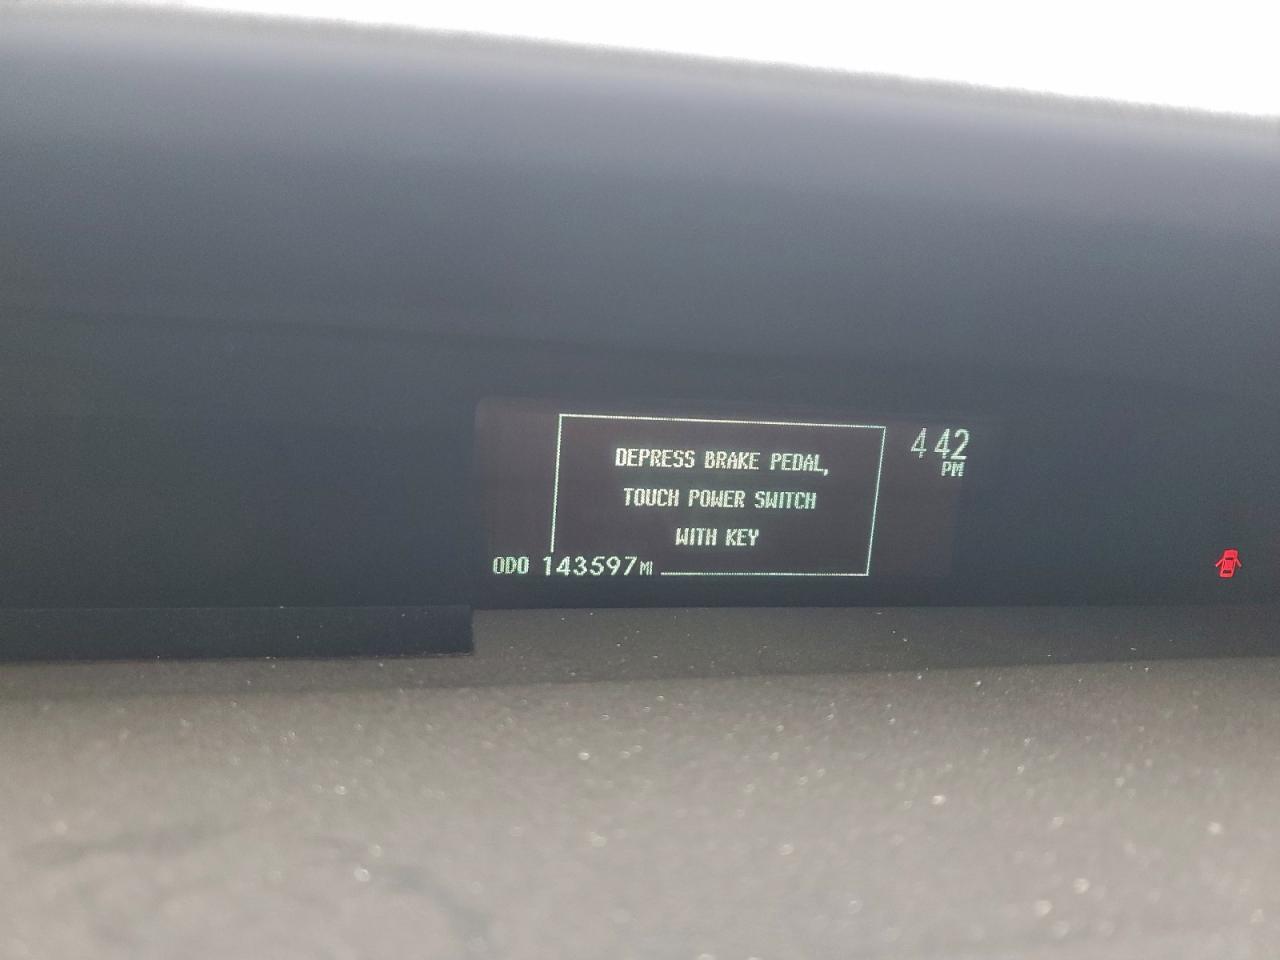 DEPRESS BRAKE PEDAL,
TOUCH POWER SWITCH
WITH KEY
4 42
PM
ODO 143597 MI